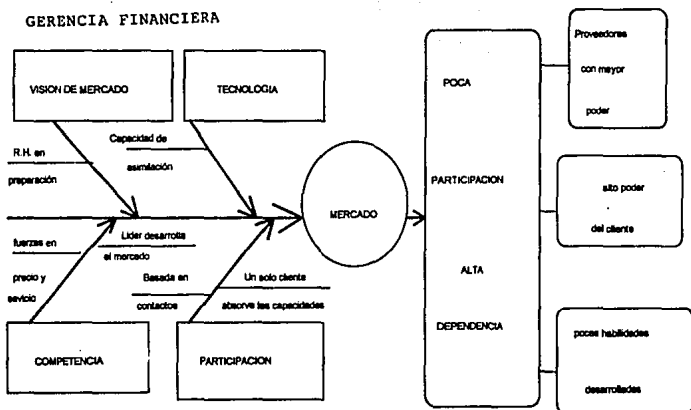 GERENCIA FINANCIERA
VISION DE MERCADO
TECNOLOGIA
R.H. en
preparación
Capacidad de
asimilación
MERCADO
fuerzas en
precio y
sevicio
Lider desarrolla
el mercado
Basada en
contactos
Un solo cliente
absorve las capacidades
COMPETENCIA
PARTICIPACION
POCA
PARTICIPACION
ALTA
DEPENDENCIA
Proveedores
con mayor
poder
alto poder
del cliente
pocas habilidades
desarrolladas